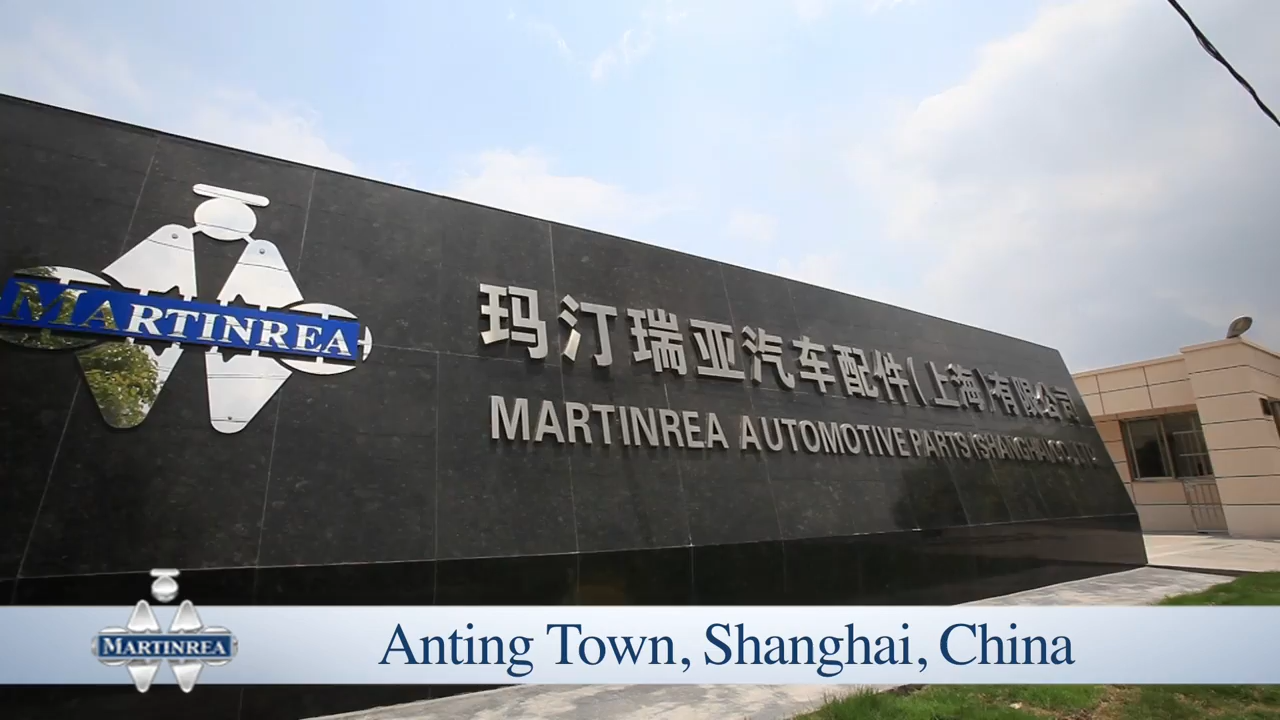 MARTINREA
玛汀瑞亚汽车配件(上海)有限公司
MARTINREA AUTOMOTIVE PARTS (SHANGHAI) CO., LTD
MARTINREA
Anting Town, Shanghai, China